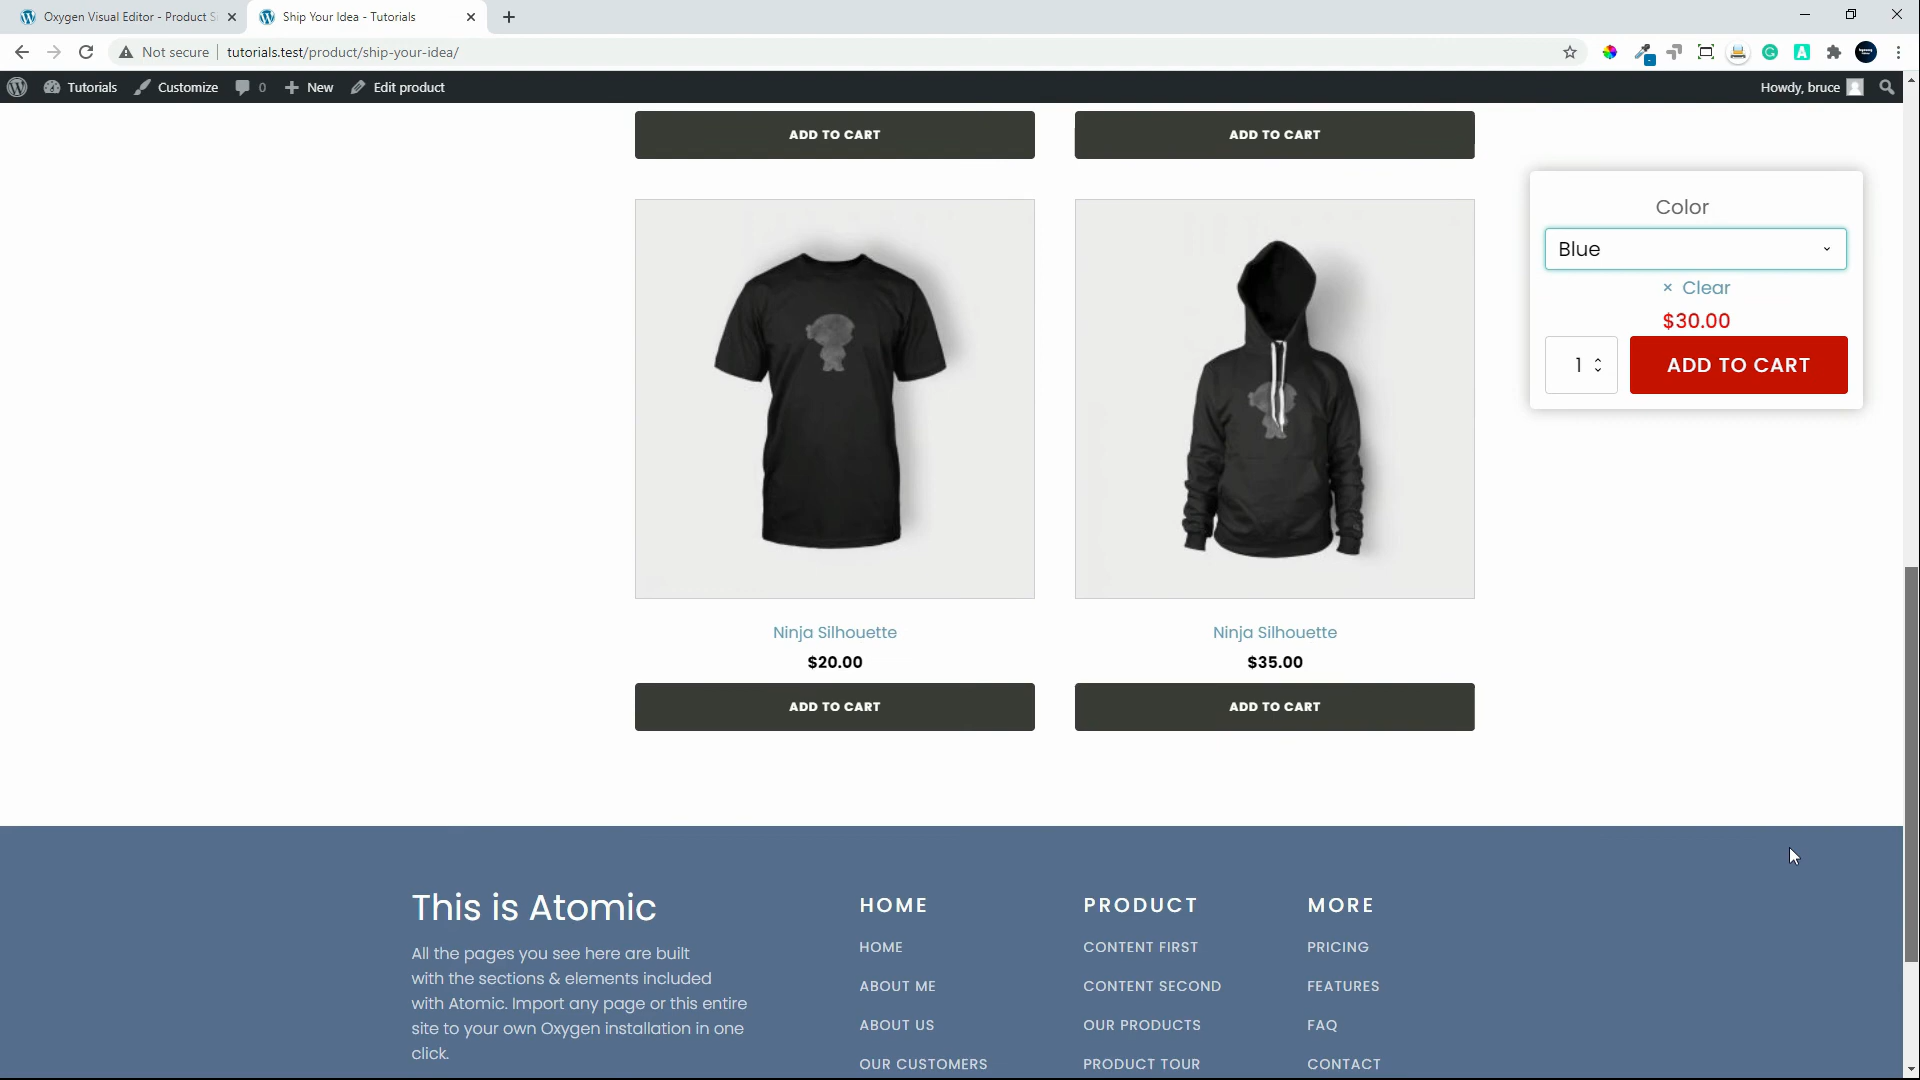 Oxygen Visual Editor - Product S
Ship Your Idea - Tutorials
Not secure
tutorials.test/product/ship-your-idea/
Tutorials
Customize
0
New
Edit product
Howdy, bruce
ADD TO CART
ADD TO CART
Color
Blue
× Clear
$30.00
1
ADD TO CART
Ninja Silhouette
$20.00
ADD TO CART
Ninja Silhouette
$35.00
ADD TO CART
This is Atomic
All the pages you see here are built
with the sections & elements included
with Atomic. Import any page or this entire
site to your own Oxygen installation in one
click.
HOME
HOME
ABOUT ME
ABOUT US
OUR CUSTOMERS
PRODUCT
CONTENT FIRST
CONTENT SECOND
OUR PRODUCTS
PRODUCT TOUR
MORE
PRICING
FEATURES
FAQ
CONTACT